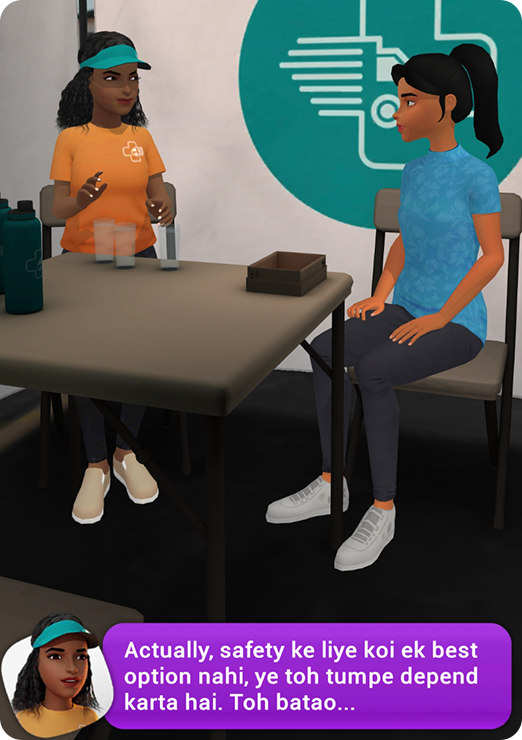 Actually, safety ke liye koi ek best
option nahi, ye toh tumpe depend
karta hai. Toh batao...